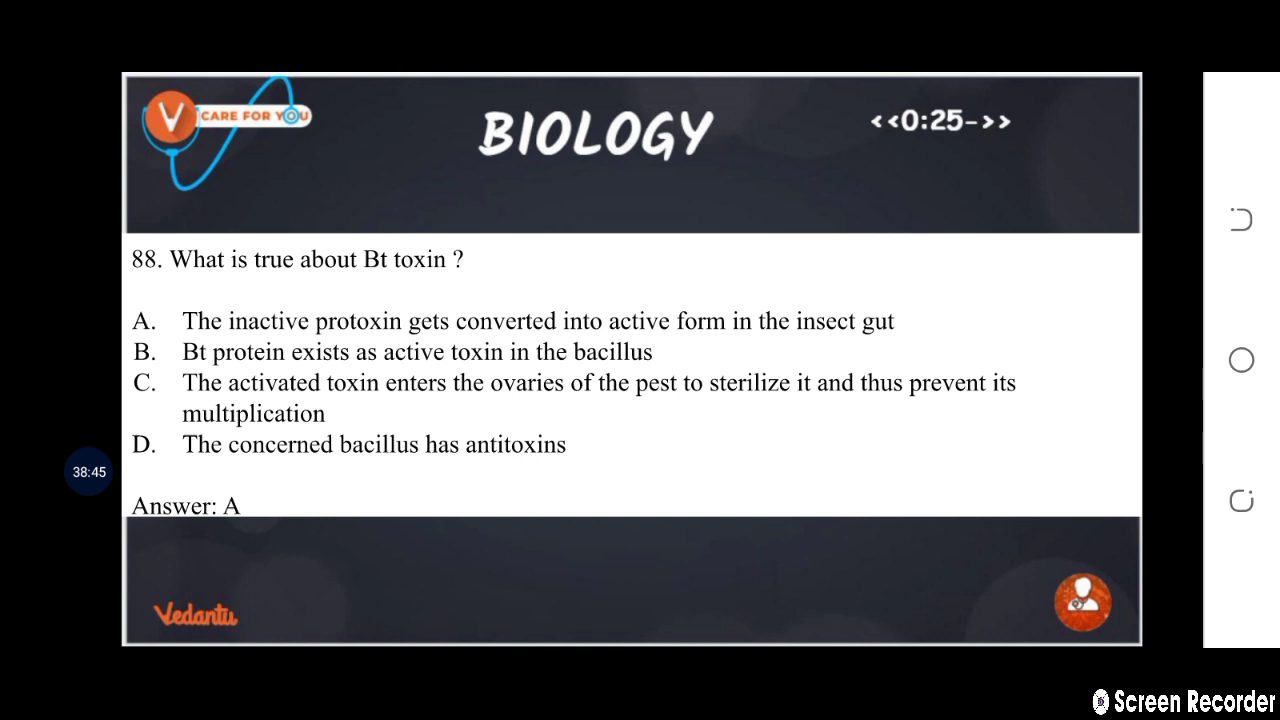 V CARE FOR YOU
BIOLOGY
<<0:25->>
88. What is true about Bt toxin ?
A. The inactive protoxin gets converted into active form in the insect gut
B. Bt protein exists as active toxin in the bacillus
C. The activated toxin enters the ovaries of the pest to sterilize it and thus prevent its
multiplication
D. The concerned bacillus has antitoxins
38:45
Answer: A
Vedantu
Screen Recorder